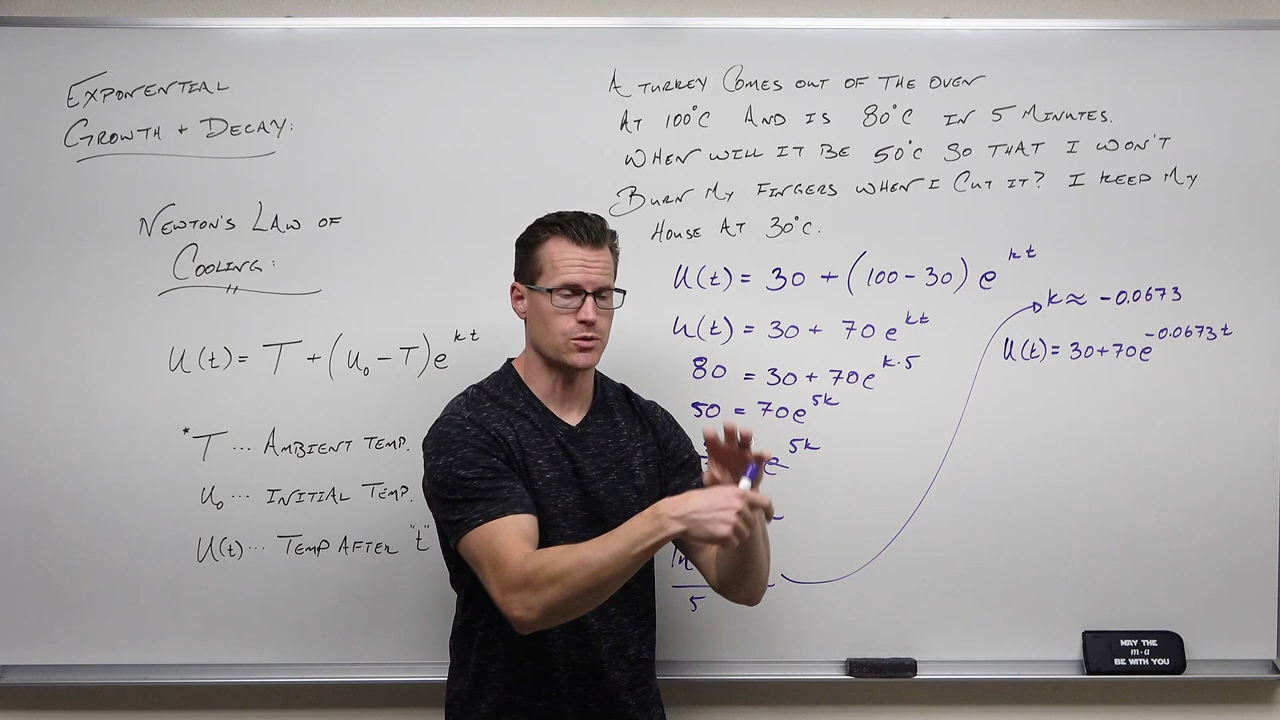 EXPONENTIAL
GROWTH + DECAY:
NEWTON'S LAW OF
COOLING:
U(t) = T + (U₀ - T)e^kt
*T ... AMBIENT TEMP.
U₀ ... INITIAL TEMP.
U(t) ... TEMP AFTER "t"
A TURKEY COMES OUT OF THE OVEN
AT 100°C AND IS 80°C IN 5 MINUTES.
WHEN WILL IT BE 50°C SO THAT I WON'T
BURN MY FINGERS WHEN I CUT IT? I KEEP MY
HOUSE AT 30°C.
U(t) = 30 + (100 - 30) e^kt
U(t) = 30 + 70 e^kt
80 = 30 + 70e^k·5
50 = 70e^5k
e^5k
ln
5
k ≈ -0.0673
U(t) = 30 + 70e^-0.0673t
MAY THE
m·a
BE WITH YOU